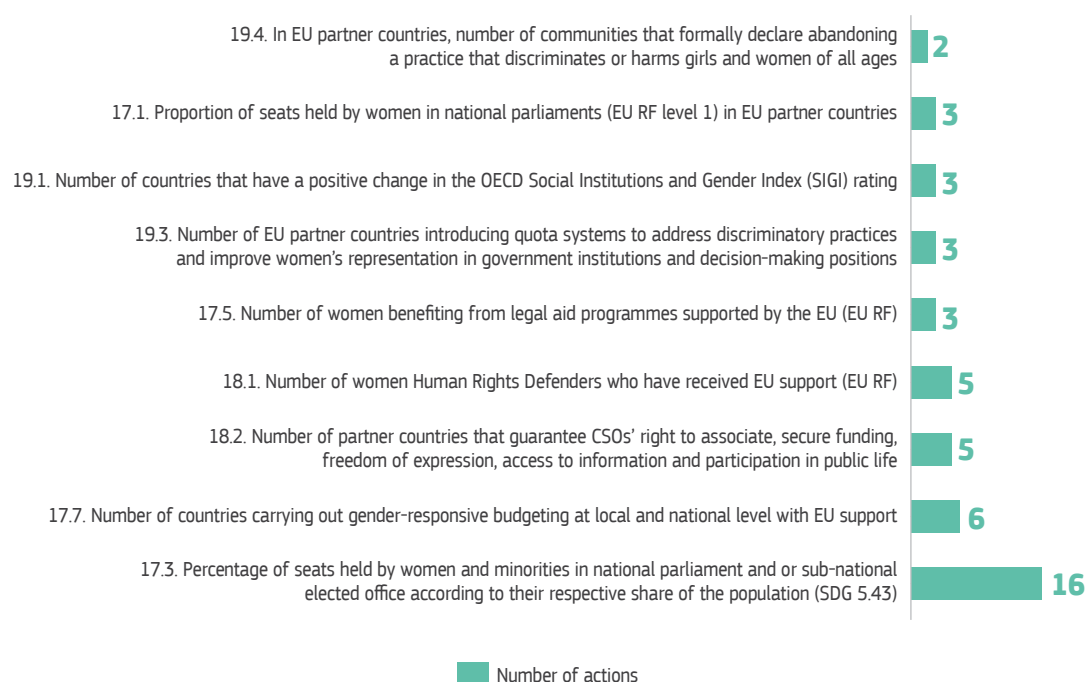 19.4. In EU partner countries, number of communities that formally declare abandoning
a practice that discriminates or harms girls and women of all ages
2
17.1. Proportion of seats held by women in national parliaments (EU RF level 1) in EU partner countries
3
19.1. Number of countries that have a positive change in the OECD Social Institutions and Gender Index (SIGI) rating
3
19.3. Number of EU partner countries introducing quota systems to address discriminatory practices
and improve women's representation in government institutions and decision-making positions
3
17.5. Number of women benefiting from legal aid programmes supported by the EU (EU RF)
3
18.1. Number of women Human Rights Defenders who have received EU support (EU RF)
5
18.2. Number of partner countries that guarantee CSOs' right to associate, secure funding,
freedom of expression, access to information and participation in public life
5
17.7. Number of countries carrying out gender-responsive budgeting at local and national level with EU support
6
17.3. Percentage of seats held by women and minorities in national parliament and or sub-national
elected office according to their respective share of the population (SDG 5.43)
16
Number of actions